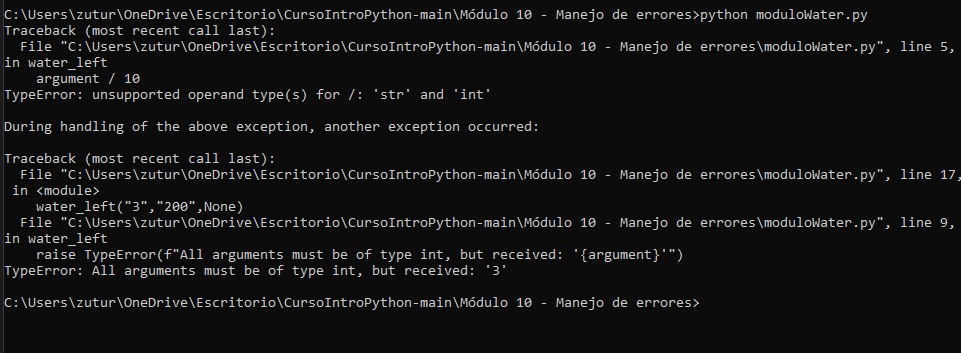 C:\Users\zutur\OneDrive\Escritorio\CursoIntroPython-main\Módulo 10 - Manejo de errores>python moduloWater.py
Traceback (most recent call last):
  File "C:\Users\zutur\OneDrive\Escritorio\CursoIntroPython-main\Módulo 10 - Manejo de errores\moduloWater.py", line 5,
in water_left
    argument / 10
TypeError: unsupported operand type(s) for /: 'str' and 'int'

During handling of the above exception, another exception occurred:

Traceback (most recent call last):
  File "C:\Users\zutur\OneDrive\Escritorio\CursoIntroPython-main\Módulo 10 - Manejo de errores\moduloWater.py", line 17,
 in <module>
    water_left("3","200",None)
  File "C:\Users\zutur\OneDrive\Escritorio\CursoIntroPython-main\Módulo 10 - Manejo de errores\moduloWater.py", line 9,
in water_left
    raise TypeError(f"All arguments must be of type int, but received: '{argument}'")
TypeError: All arguments must be of type int, but received: '3'

C:\Users\zutur\OneDrive\Escritorio\CursoIntroPython-main\Módulo 10 - Manejo de errores>